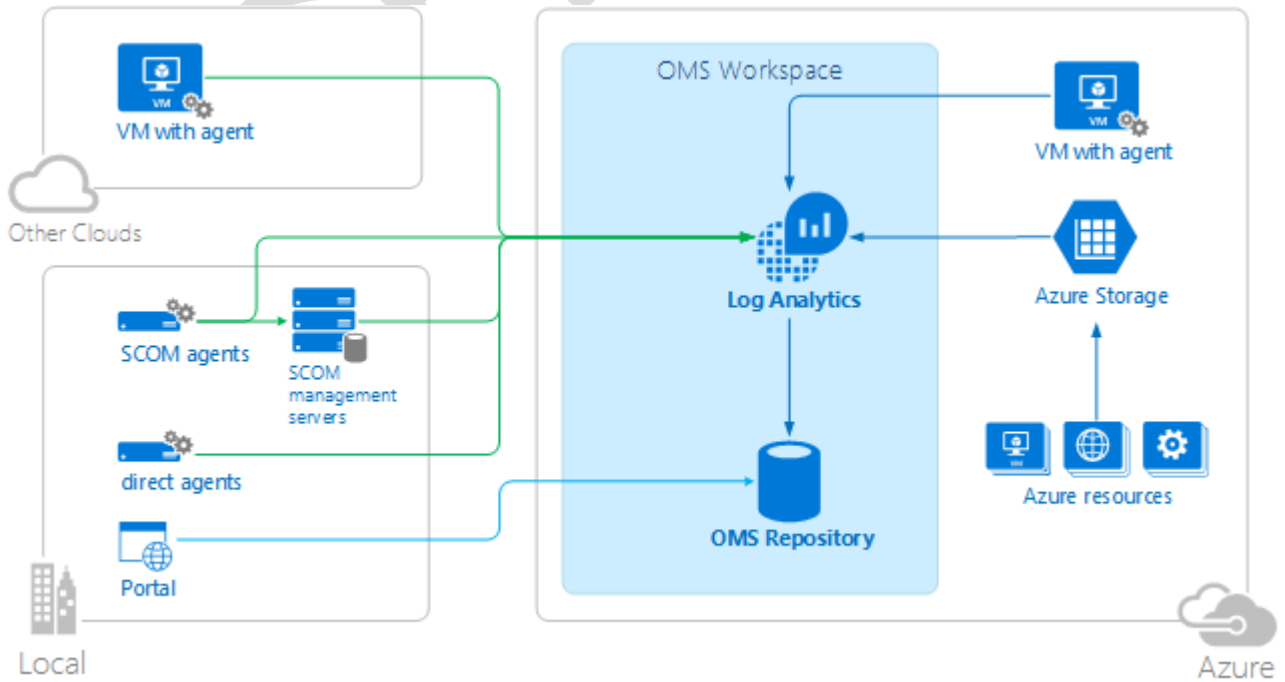 VM
VM with agent
Other Clouds
SCOM agents
SCOM
management
servers
direct agents
Portal
Local
OMS Workspace
Log Analytics
OMS Repository
VM
VM with agent
Azure Storage
VM
Azure resources
Azure